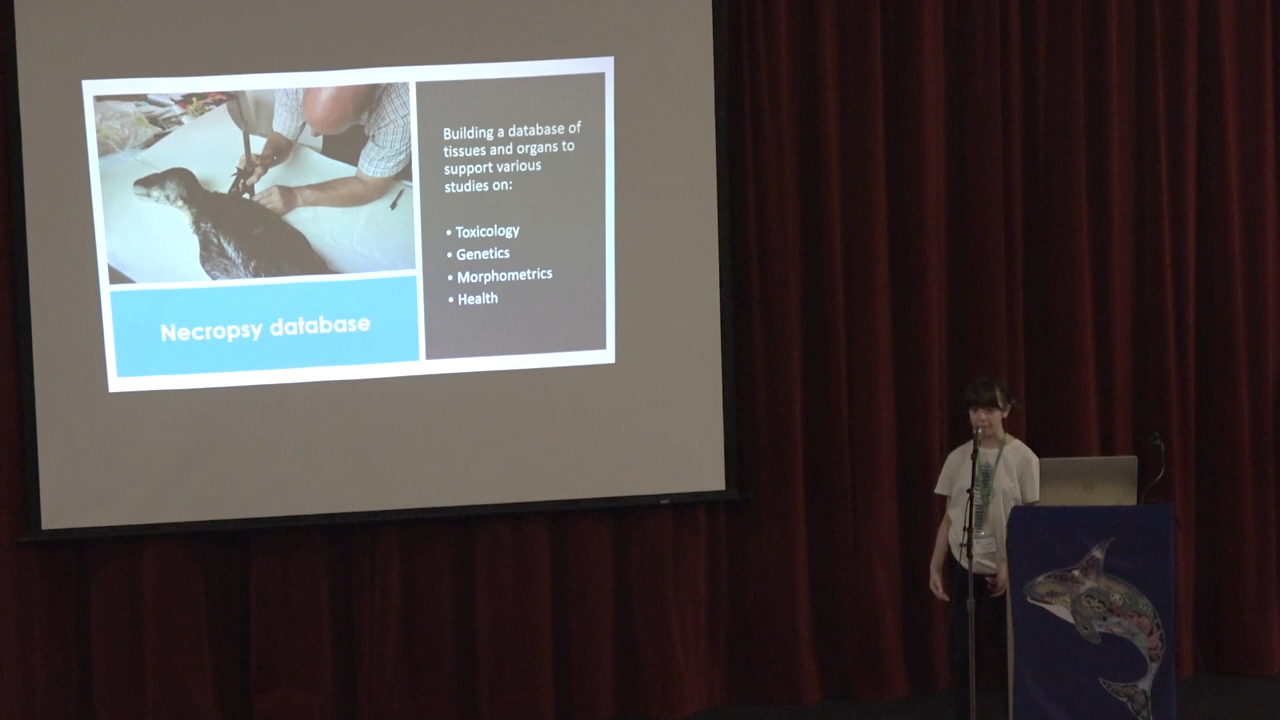 Building a database of
tissues and organs to
support various
studies on:
• Toxicology
• Genetics
• Morphometrics
• Health
Necropsy database